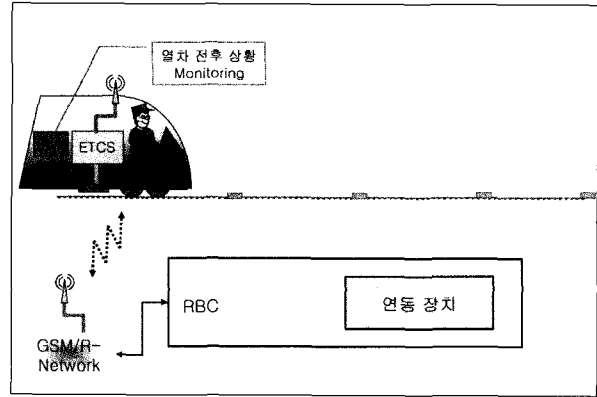 열차 전후 상황
Monitoring
ETCS
RBC
연동 장치
GSM/R-
Network